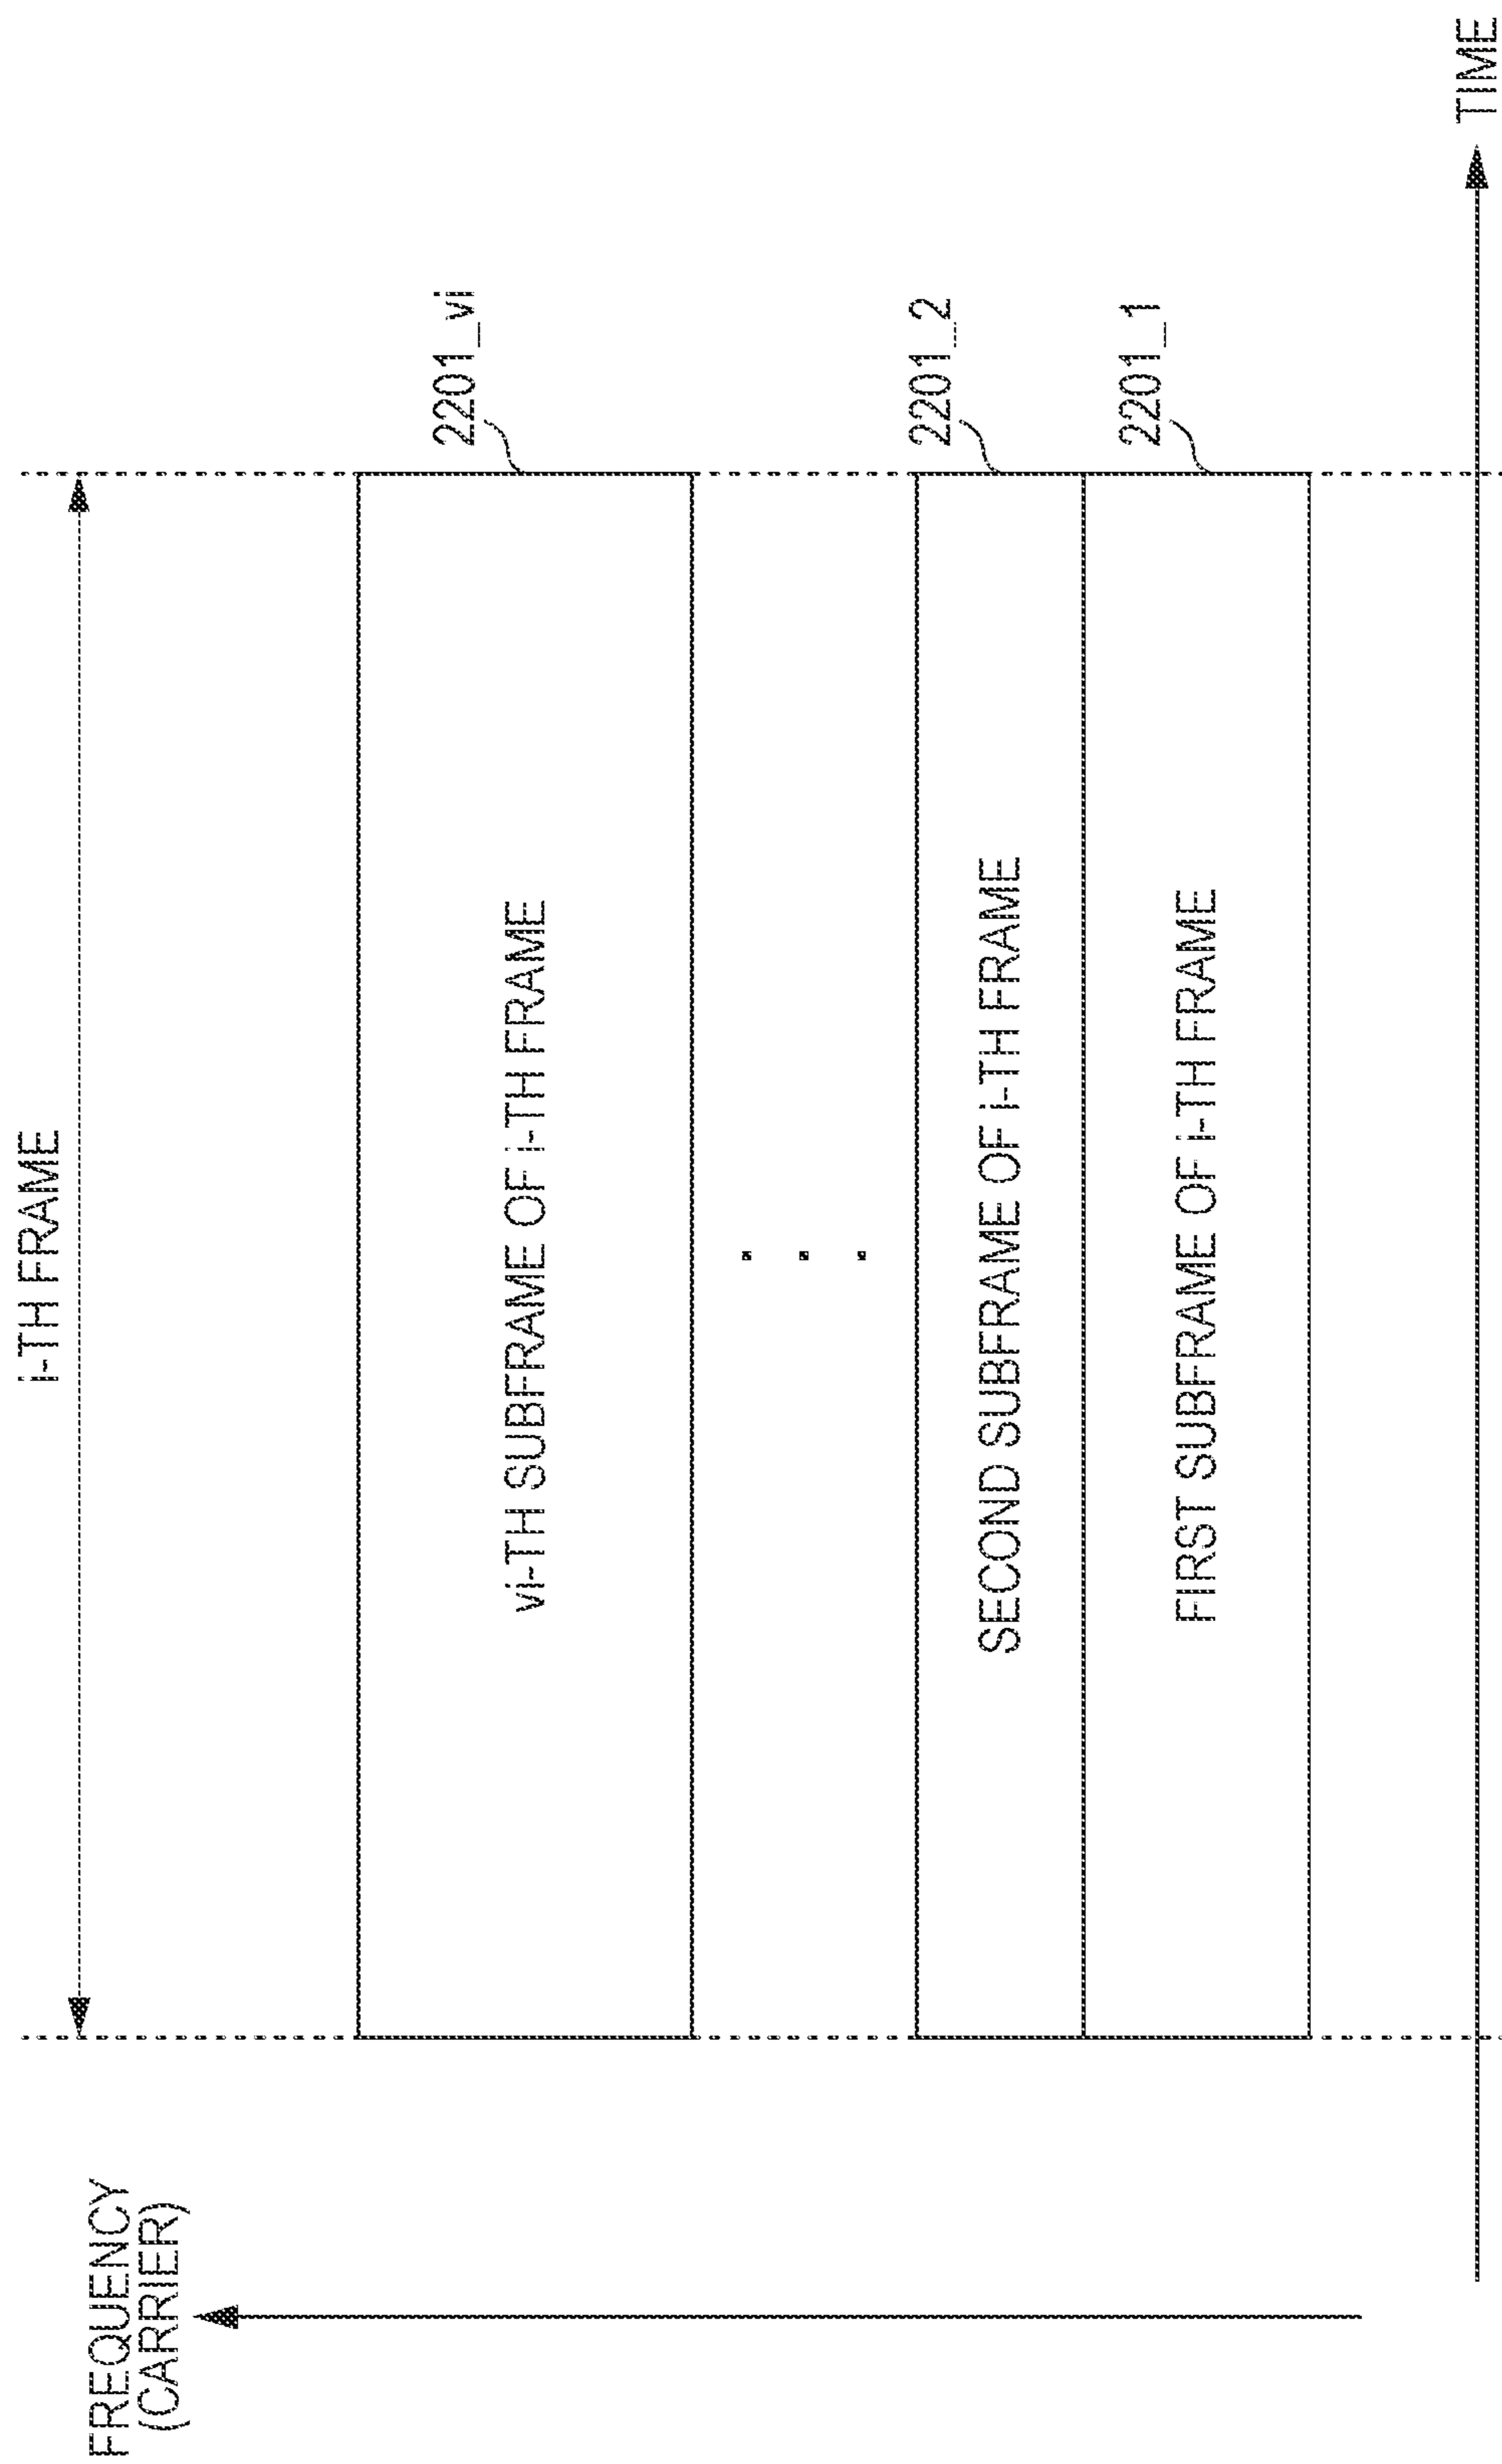 i-TH FRAME
FREQUENCY
(CARRIER)
2201_vi
vi-TH SUBFRAME OF i-TH FRAME
. . .
2201_2
SECOND SUBFRAME OF i-TH FRAME
2201_1
FIRST SUBFRAME OF i-TH FRAME
TIME